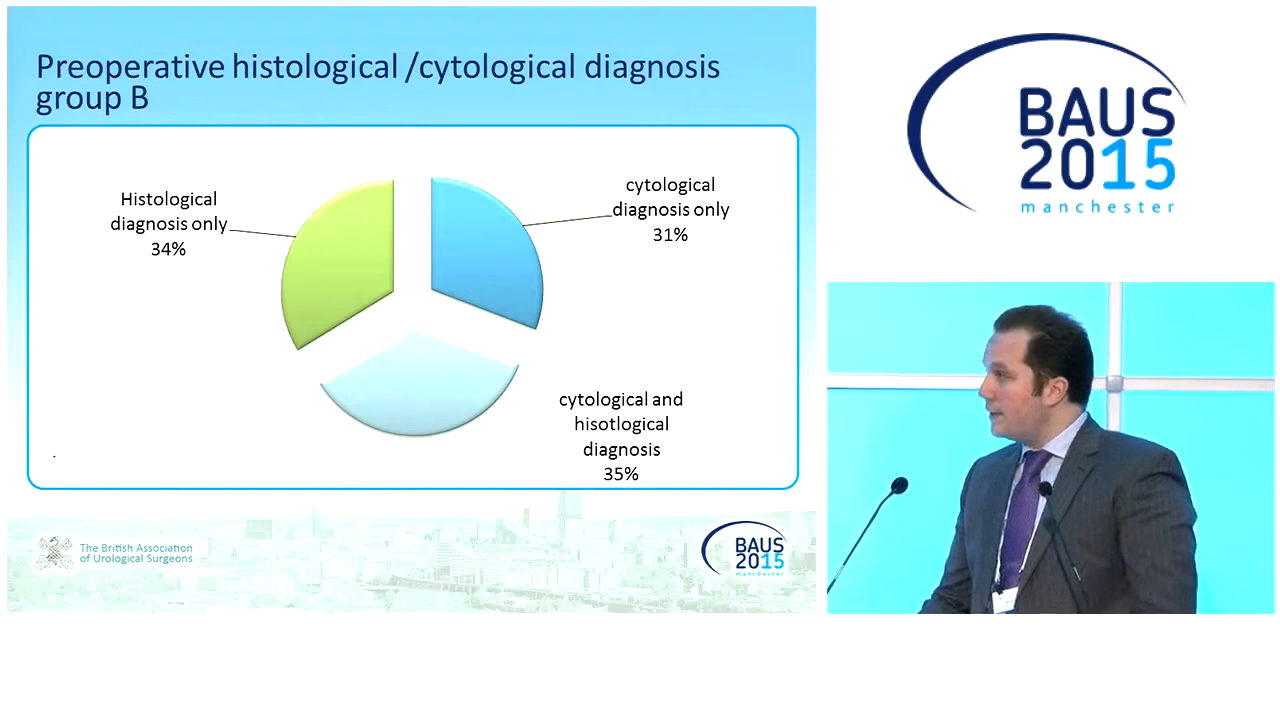 Preoperative histological /cytological diagnosis
group B
Histological
diagnosis only
34%
cytological
diagnosis only
31%
cytological and
hisotlogical
diagnosis
35%
.
The British Association
of Urological Surgeons
BAUS
2015
manchester
BAUS
2015
manchester